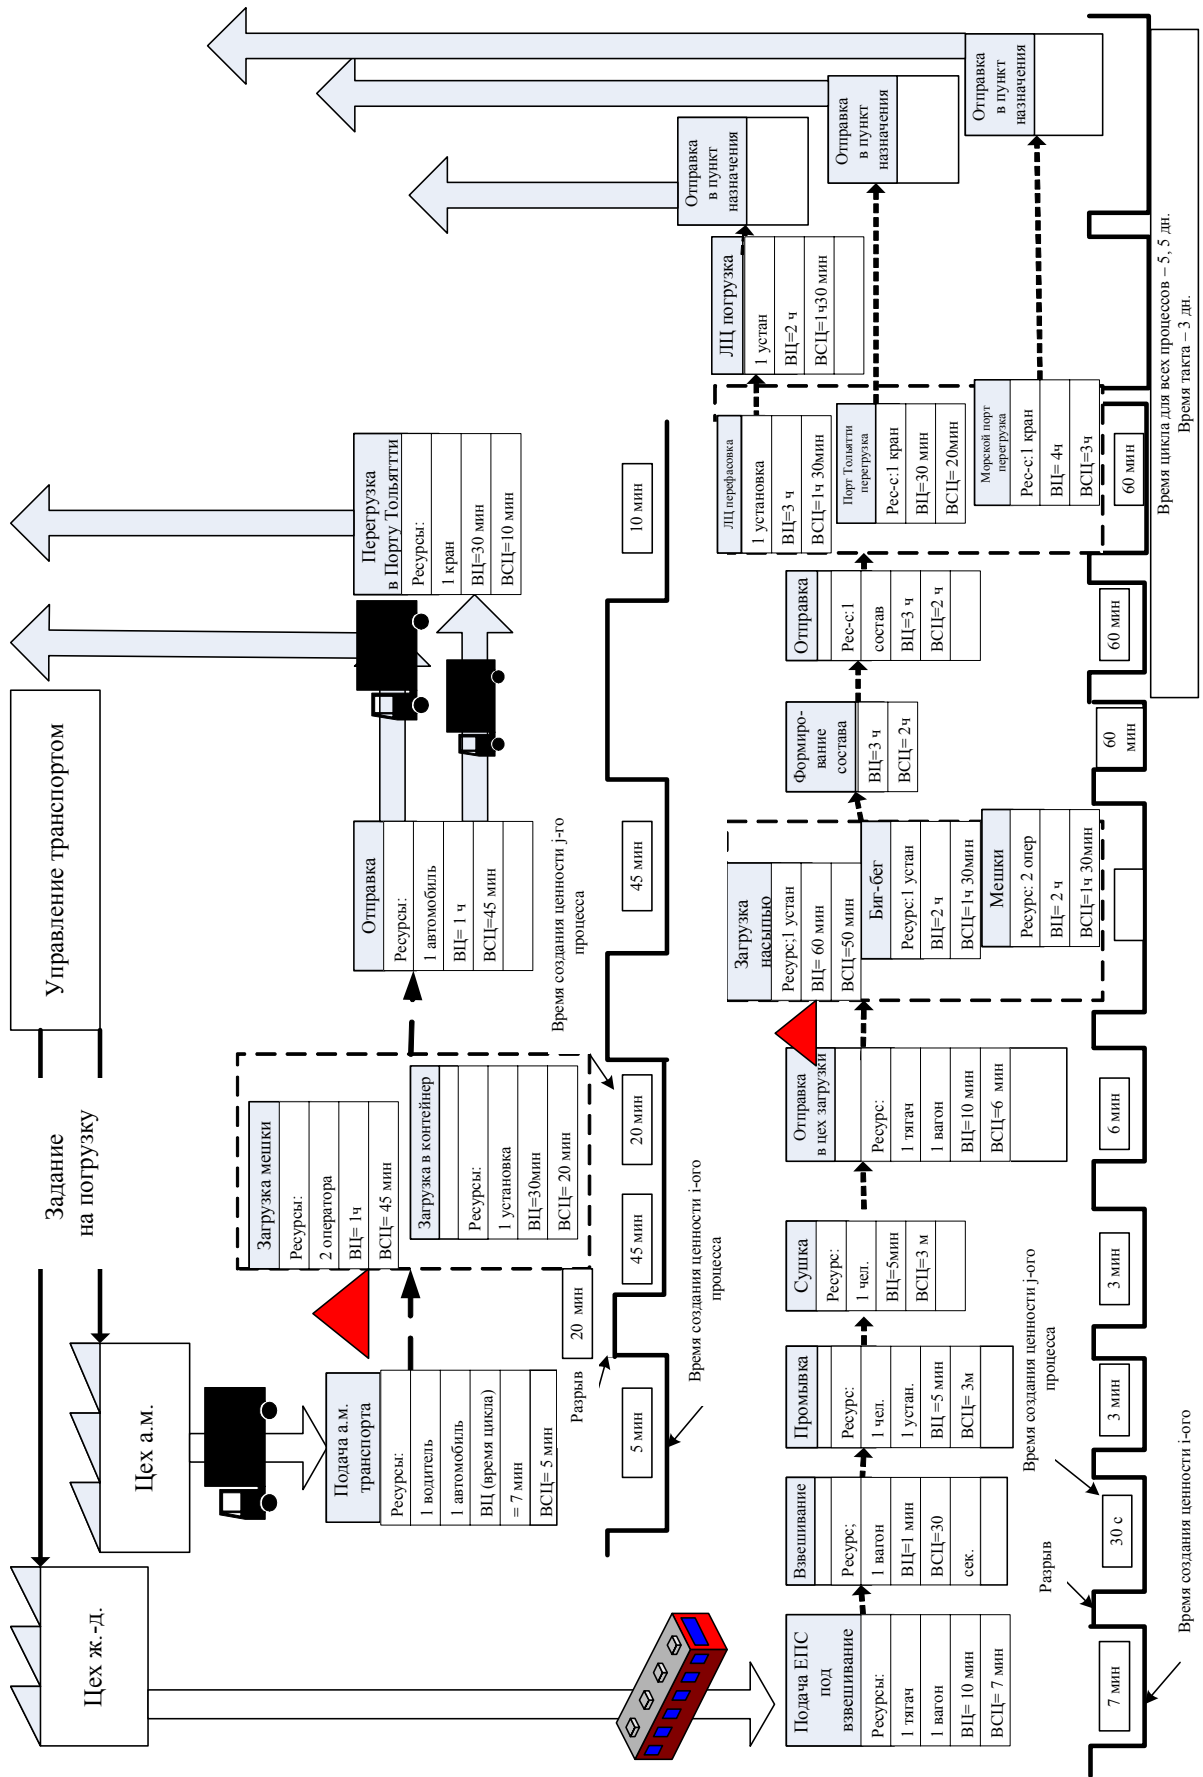 Управление транспортом
Задание
на погрузку
Цех ж.-д.
Цех а.м.
Подача а.м.
транспорта
Ресурсы:
1 водитель
1 автомобиль
ВЦ (время цикла)
= 7 мин
ВСЦ= 5 мин
Загрузка мешки
Ресурсы:
2 оператора
ВЦ= 1ч
ВСЦ= 45 мин
Загрузка в контейнер
Ресурсы:
1 установка
ВЦ=30мин
ВСЦ= 20 мин
Отправка
Ресурсы:
1 автомобиль
ВЦ= 1 ч
ВСЦ=45 мин
Перегрузка
в Порту Тольяттти
Ресурсы:
1 кран
ВЦ=30 мин
ВСЦ=10 мин
Разрыв
5 мин
20 мин
45 мин
20 мин
45 мин
10 мин
Время создания ценности i-ого
процесса
Время создания ценности j-го
процесса
Подача ЕПС
под
взвешивание
Ресурсы:
1 тягач
1 вагон
ВЦ= 10 мин
ВСЦ= 7 мин
Взвешивание
Ресурс;
1 вагон
ВЦ=1 мин
ВСЦ=30
сек.
Промывка
Ресурс:
1 чел.
1 устан.
ВЦ =5 мин
ВСЦ= 3м
Сушка
Ресурс:
1 чел.
ВЦ=5мин
ВСЦ=3 м
Отправка
в цех загрузки
Ресурс:
1 тягач
1 вагон
ВЦ=10 мин
ВСЦ=6 мин
Загрузка
насыпью
Ресурс;1 устан
ВЦ= 60 мин
ВСЦ=50 мин
Биг-бег
Ресурс:1 устан
ВЦ=2 ч
ВСЦ=1ч 30мин
Мешки
Ресурс: 2 опер
ВЦ= 2 ч
ВСЦ=1ч 30мин
Формиро-
вание
состава
ВЦ=3 ч
ВСЦ= 2ч
Отправка
Рес-с:1
состав
ВЦ=3 ч
ВСЦ=2 ч
ЛЦ перефасовка
1 установка
ВЦ=3 ч
ВСЦ=1ч 30мин
Порт Тольятти
перегрузка
Рес-с:1 кран
ВЦ=30 мин
ВСЦ= 20мин
Морской порт
перегрузка
Рес-с:1 кран
ВЦ= 4ч
ВСЦ=3ч
ЛЦ погрузка
1 устан
ВЦ=2 ч
ВСЦ=1ч30 мин
Отправка
в пункт
назначения
Отправка
в пункт
назначения
Отправка
в пункт
назначения
7 мин
30 с
3 мин
3 мин
6 мин
60
мин
60 мин
60 мин
Разрыв
Время создания ценности i-ого
Время создания ценности j-ого
процесса
Время цикла для всех процессов – 5, 5 дн.
Время такта – 3 дн.